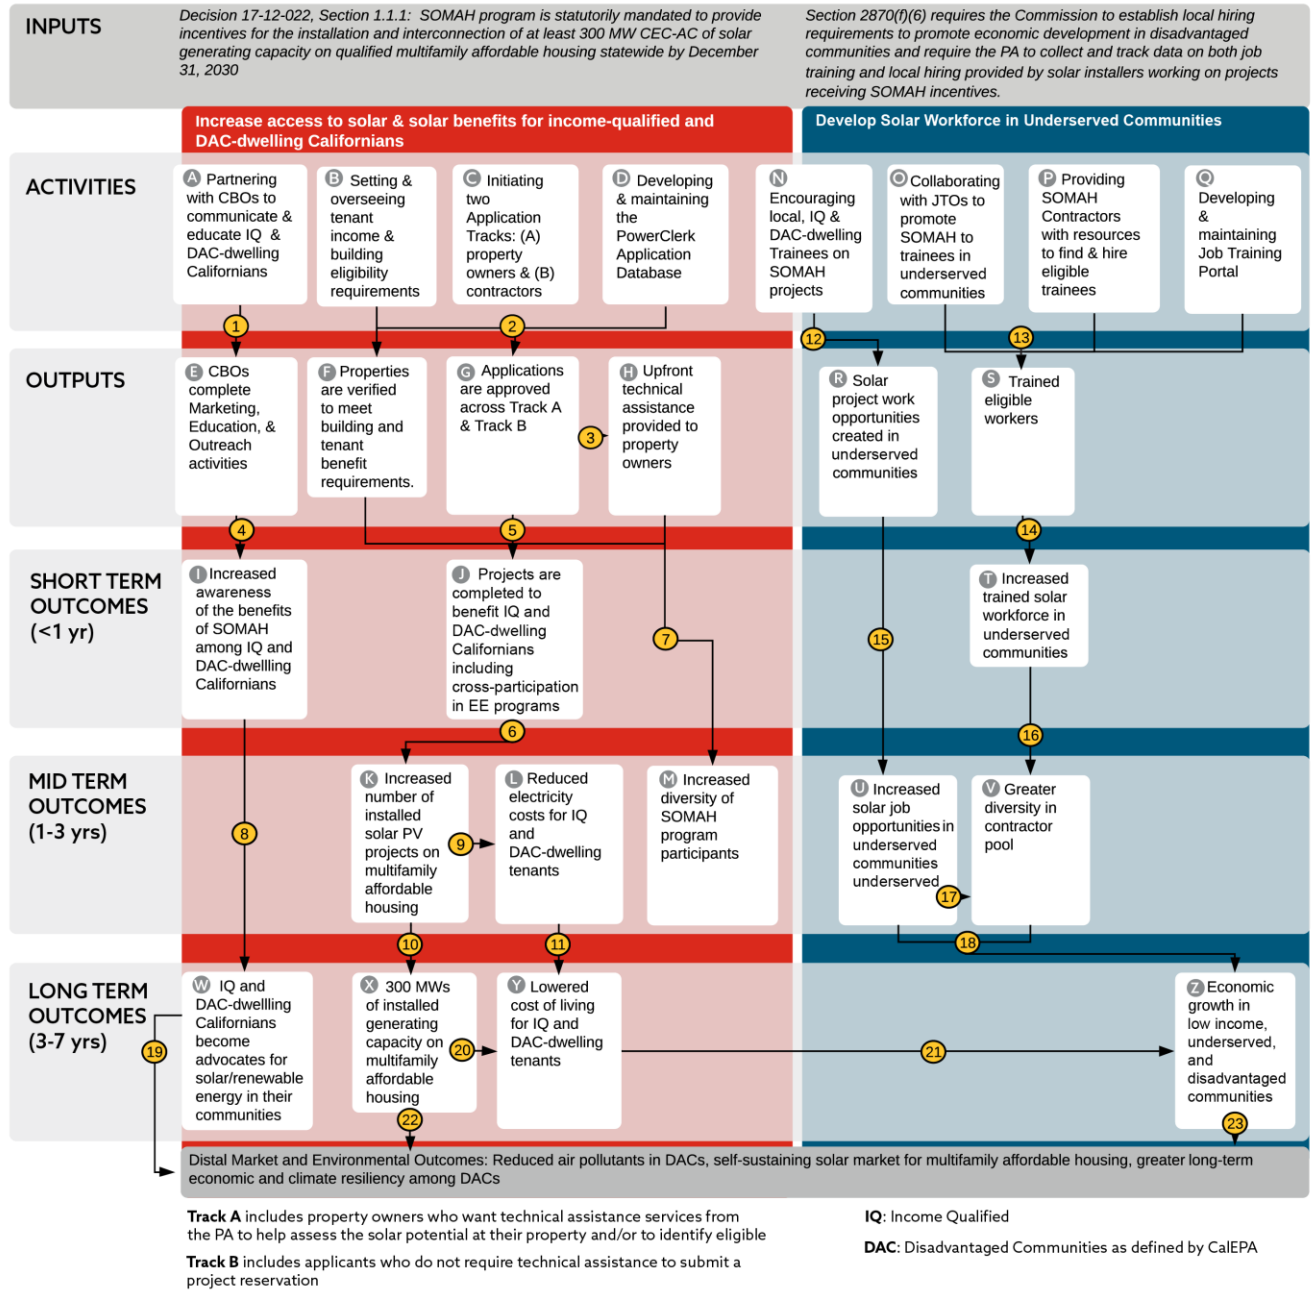 INPUTS
Decision 17-12-022, Section 1.1.1: SOMAH program is statutorily mandated to provide
incentives for the installation and interconnection of at least 300 MW CEC-AC of solar
generating capacity on qualified multifamily affordable housing statewide by December
31, 2030
Section 2870(f)(6) requires the Commission to establish local hiring
requirements to promote economic development in disadvantaged
communities and require the PA to collect and track data on both job
training and local hiring provided by solar installers working on projects
receiving SOMAH incentives.
Increase access to solar & solar benefits for income-qualified and
DAC-dwelling Californians
Develop Solar Workforce in Underserved Communities
ACTIVITIES
A Partnering
with CBOs to
communicate &
educate IQ &
DAC-dwelling
Californians
B Setting &
overseeing
tenant
income &
building
eligibility
requirements
C Initiating
two
Application
Tracks: (A)
property
owners & (B)
contractors
D Developing
& maintaining
the
PowerClerk
Application
Database
N
Encouraging
local, IQ &
DAC-dwelling
Trainees on
SOMAH
projects
O Collaborating
with JTOs to
promote
SOMAH to
trainees in
underserved
communities
P Providing
SOMAH
Contractors
with resources
to find & hire
eligible
trainees
Q
Developing
&
maintaining
Job Training
Portal
1
2
12
13
OUTPUTS
E CBOs
complete
Marketing,
Education, &
Outreach
activities
F Properties
are verified
to meet
building and
tenant
benefit
requirements.
G Applications
are approved
across Track A
& Track B
3
H Upfront
technical
assistance
provided to
property
owners
R Solar
project work
opportunities
created in
underserved
communities
S Trained
eligible
workers
4
5
14
SHORT TERM
OUTCOMES
(<1 yr)
I Increased
awareness
of the benefits
of SOMAH
among IQ and
DAC-dwellling
Californians
J Projects are
completed to
benefit IQ and
DAC-dwelling
Californians
including
cross-participation
in EE programs
7
15
T Increased
trained solar
workforce in
underserved
communities
6
16
MID TERM
OUTCOMES
(1-3 yrs)
8
K Increased
number of
installed
solar PV
projects on
multifamily
affordable
housing
9
L Reduced
electricity
costs for IQ
and
DAC-dwelling
tenants
M Increased
diversity of
SOMAH
program
participants
U Increased
solar job
opportunities in
underserved
communities
underserved
17
V Greater
diversity in
contractor
pool
10
11
18
LONG TERM
OUTCOMES
(3-7 yrs)
19
W IQ and
DAC-dwellling
Californians
become
advocates for
solar/renewable
energy in their
communities
X 300 MWs
of installed
generating
capacity on
multifamily
affordable
housing
20
Y Lowered
cost of living
for IQ and
DAC-dwelling
tenants
21
Z Economic
growth in
low income,
underserved,
and
disadvantaged
communities
22
23
Distal Market and Environmental Outcomes: Reduced air pollutants in DACs, self-sustaining solar market for multifamily affordable housing, greater long-term
economic and climate resiliency among DACs
Track A includes property owners who want technical assistance services from
the PA to help assess the solar potential at their property and/or to identify eligible
Track B includes applicants who do not require technical assistance to submit a
project reservation
IQ: Income Qualified
DAC: Disadvantaged Communities as defined by CalEPA